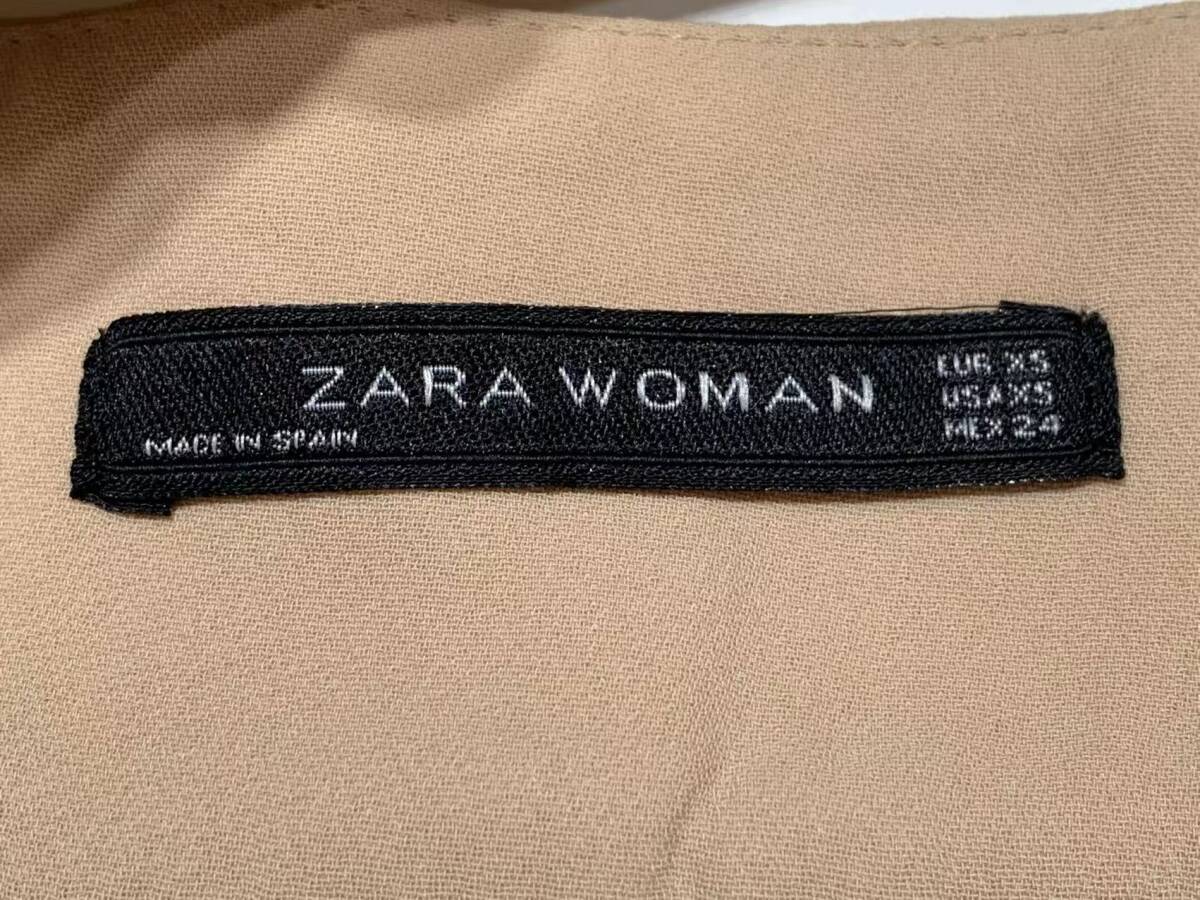 ZARA WOMAN
MADE IN SPAIN
EUR XS
USA XS
MEX 24